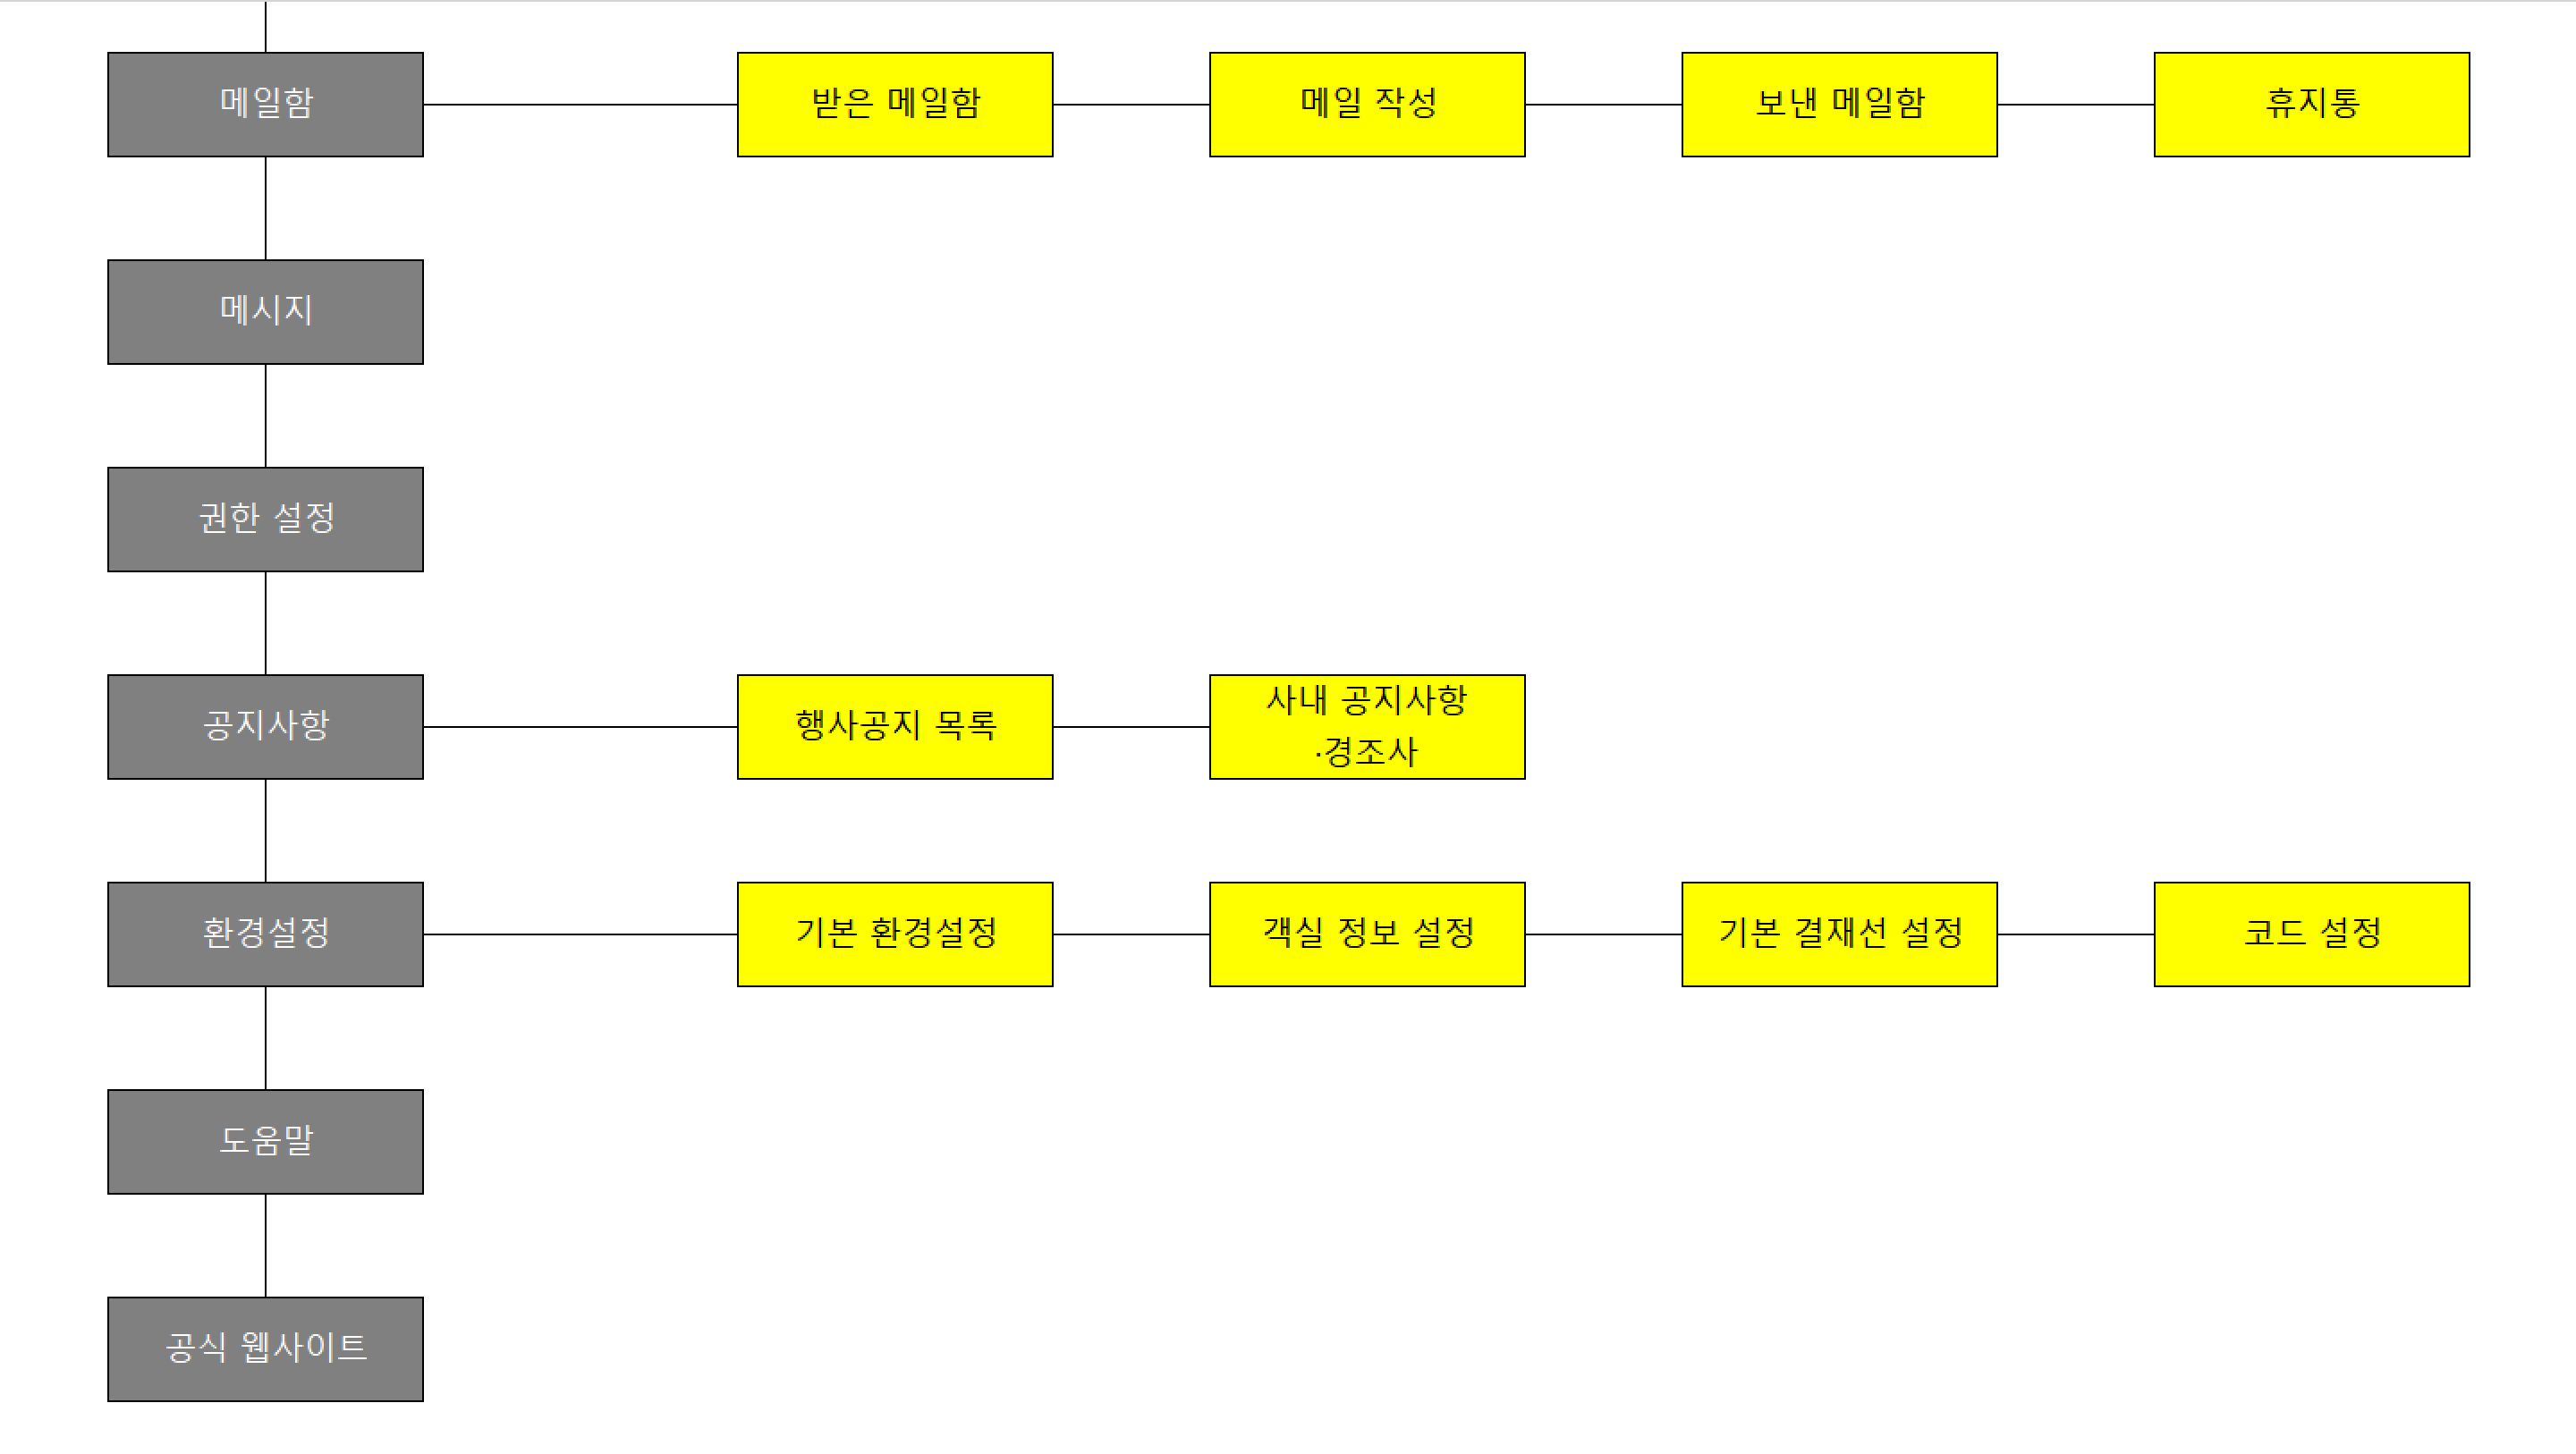 메일함
받은 메일함
메일 작성
보낸 메일함
휴지통
메시지
권한 설정
공지사항
행사공지 목록
사내 공지사항
·경조사
환경설정
기본 환경설정
객실 정보 설정
기본 결재선 설정
코드 설정
도움말
공식 웹사이트